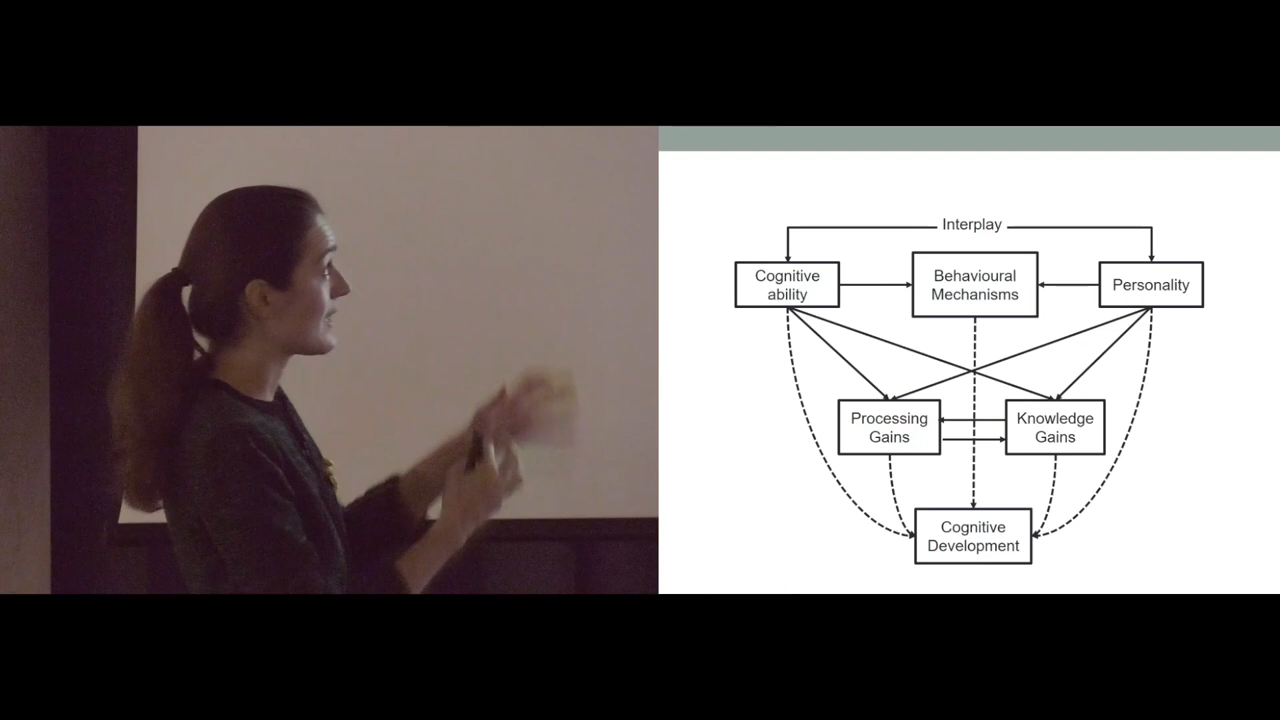 Interplay
Cognitive
ability
Behavioural
Mechanisms
Personality
Processing
Gains
Knowledge
Gains
Cognitive
Development